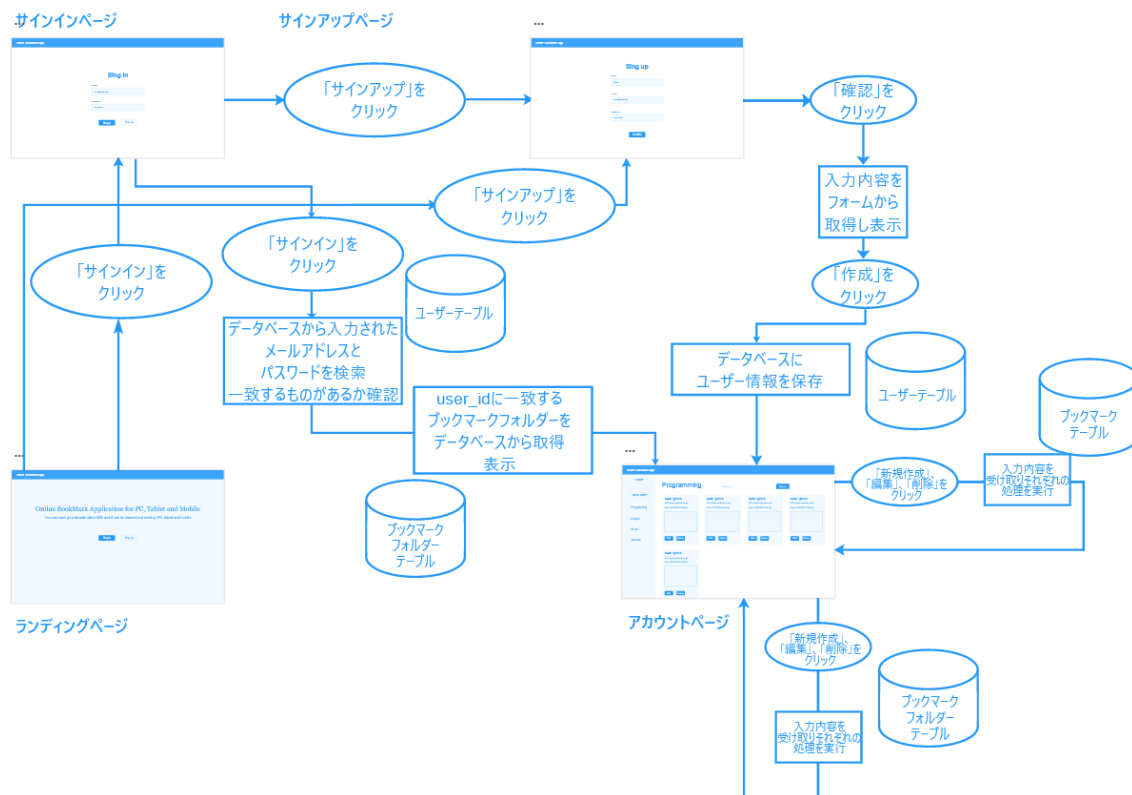 サインインページ
サインアップページ
Sing in
Sing up
「サインアップ」を
クリック
「確認」を
クリック
入力内容を
フォームから
取得し表示
「サインアップ」を
クリック
「サインイン」を
クリック
「サインイン」を
クリック
「作成」を
クリック
ユーザーテーブル
データベースから入力された
メールアドレスと
パスワードを検索
一致するものがあるか確認
データベースに
ユーザー情報を保存
ユーザーテーブル
ブックマーク
テーブル
user_idに一致する
ブックマークフォルダーを
データベースから取得
表示
「新規作成」、
「編集」、「削除」を
クリック
入力内容を
受け取りそれぞれの
処理を実行
Programming
Online BookMark Application for PC, Tablet and Mobile
ブックマーク
フォルダー
テーブル
ランディングページ
アカウントページ
「新規作成」、
「編集」、「削除」を
クリック
ブックマーク
フォルダー
テーブル
入力内容を
受け取りそれぞれの
処理を実行